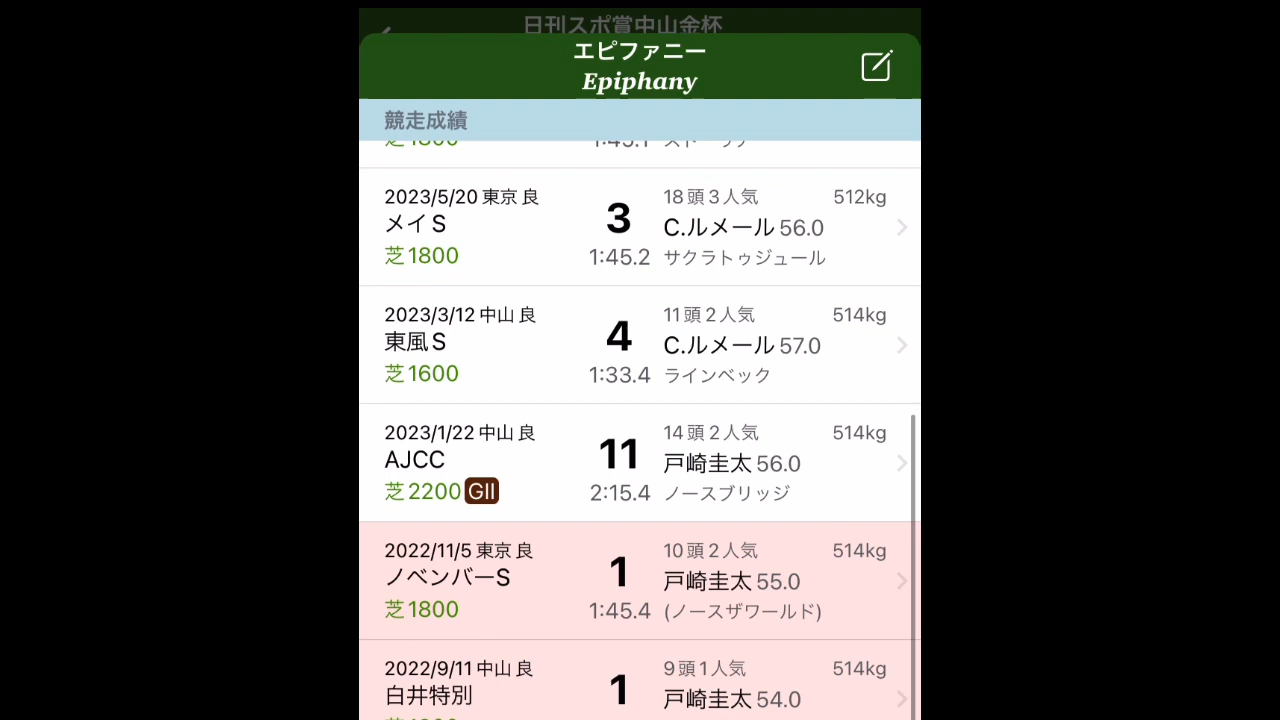 日刊スポ賞中山金杯
エピファニー
Epiphany
競走成績
2023/5/20 東京 良
メイS
芝1800
3
1:45.2
18頭3人気 512kg
C.ルメール 56.0
サクラトゥジュール
2023/3/12 中山 良
東風S
芝1600
4
1:33.4
11頭2人気 514kg
C.ルメール 57.0
ラインベック
2023/1/22 中山 良
AJCC
芝2200 GII
11
2:15.4
14頭2人気 514kg
戸崎圭太 56.0
ノースブリッジ
2022/11/5 東京 良
ノベンバーS
芝1800
1
1:45.4
10頭2人気 514kg
戸崎圭太 55.0
(ノースザワールド)
2022/9/11 中山 良
白井特別
1
9頭1人気 514kg
戸崎圭太 54.0